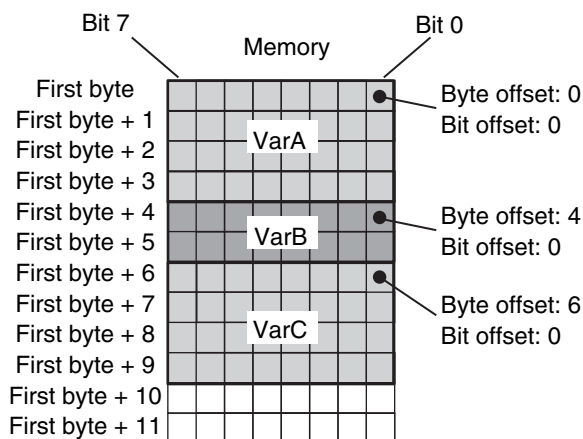 Bit 7
Bit 0
Memory
First byte
First byte + 1
First byte + 2
First byte + 3
First byte + 4
First byte + 5
First byte + 6
First byte + 7
First byte + 8
First byte + 9
First byte + 10
First byte + 11
VarA
VarB
VarC
Byte offset: 0
Bit offset: 0
Byte offset: 4
Bit offset: 0
Byte offset: 6
Bit offset: 0